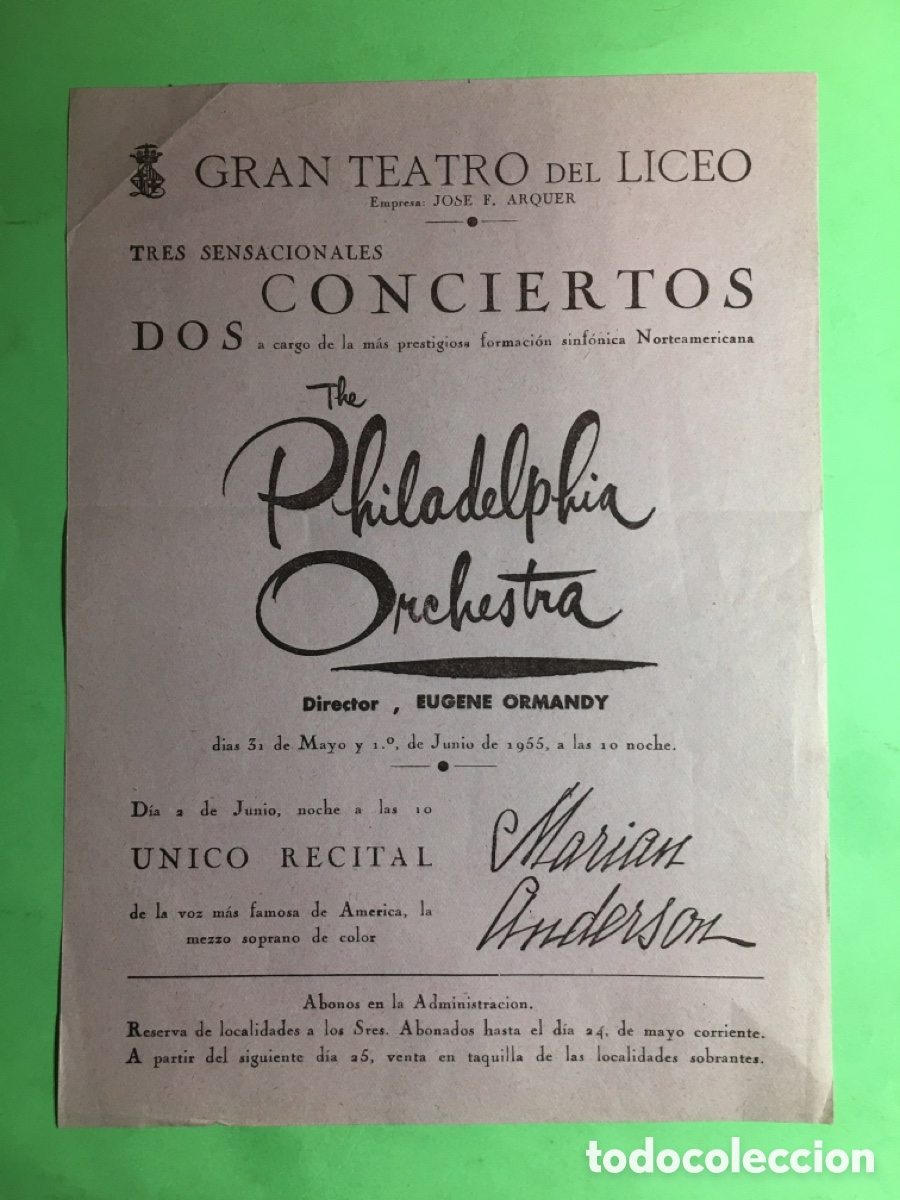 GRAN TEATRO DEL LICEO
Empresa: JOSE F. ARQUER
TRES SENSACIONALES
CONCIERTOS
DOS a cargo de la más prestigiosa formación sinfónica Norteamericana
The
Philadelphia
Orchestra
Director , EUGENE ORMANDY
dias 31 de Mayo y 1.º, de Junio de 1955, a las 10 noche.
Día 2 de Junio, noche a las 10
UNICO RECITAL
de la voz más famosa de America, la
mezzo soprano de color
Marian
Anderson
Abonos en la Administracion.
Reserva de localidades a los Sres. Abonados hasta el día 24, de mayo corriente.
A partir del siguiente día 25, venta en taquilla de las localidades sobrantes.
todocoleccion